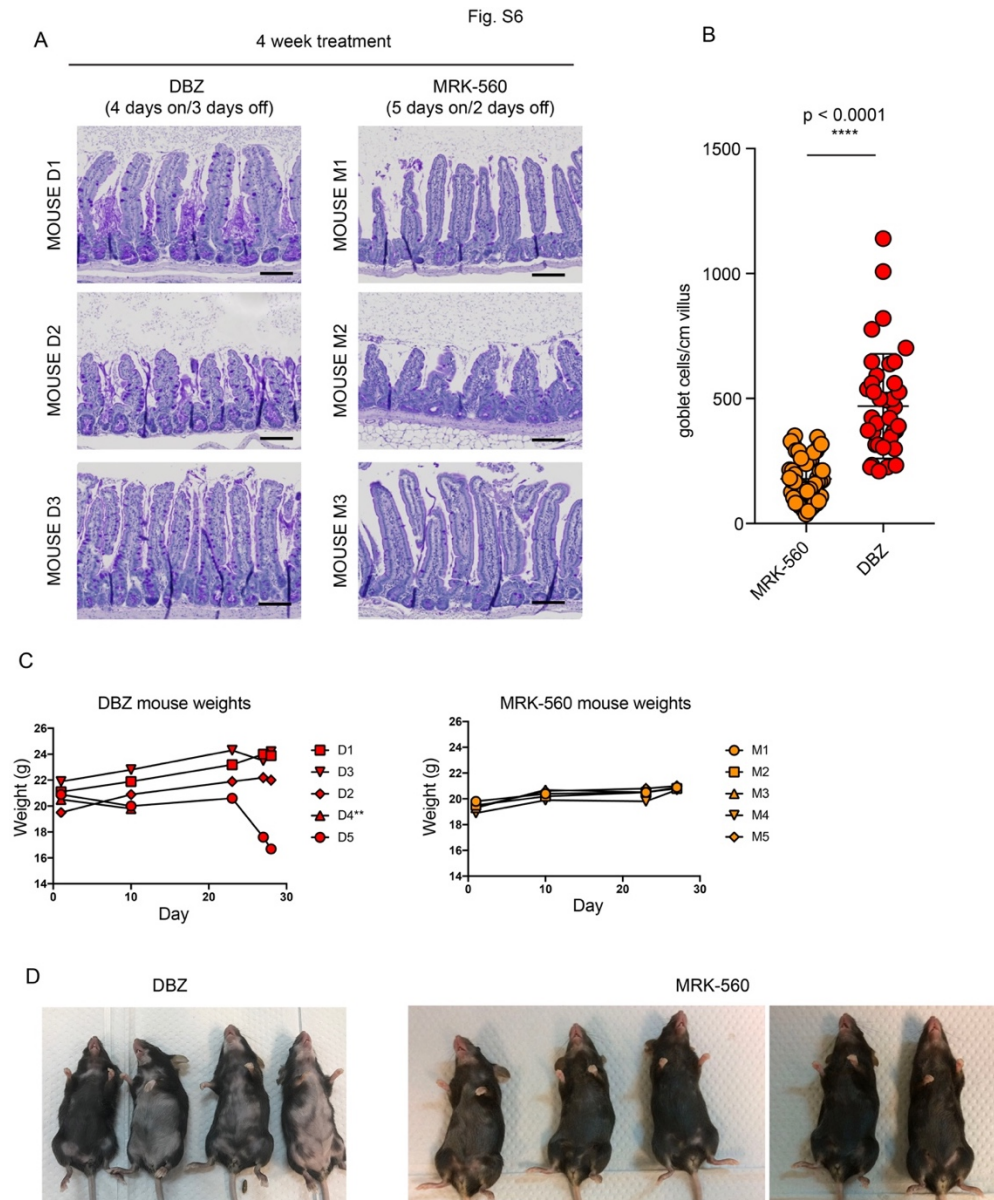 Fig. S6
A
4 week treatment
DBZ
(4 days on/3 days off)
MRK-560
(5 days on/2 days off)
MOUSE D1
MOUSE M1
MOUSE D2
MOUSE M2
MOUSE D3
MOUSE M3
B
p < 0.0001
****
1500
1000
500
0
goblet cells/cm villus
MRK-560
DBZ
C
DBZ mouse weights
26
24
22
20
18
16
14
Weight (g)
0
10
20
30
Day
D1
D3
D2
D4**
D5
MRK-560 mouse weights
26
24
22
20
18
16
14
Weight (g)
0
10
20
30
Day
M1
M2
M3
M4
M5
D
DBZ
MRK-560